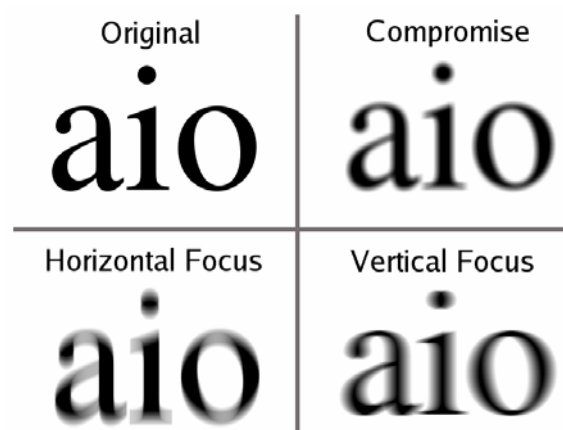 Original
aio
Compromise
aio
Horizontal Focus
aio
Vertical Focus
aio